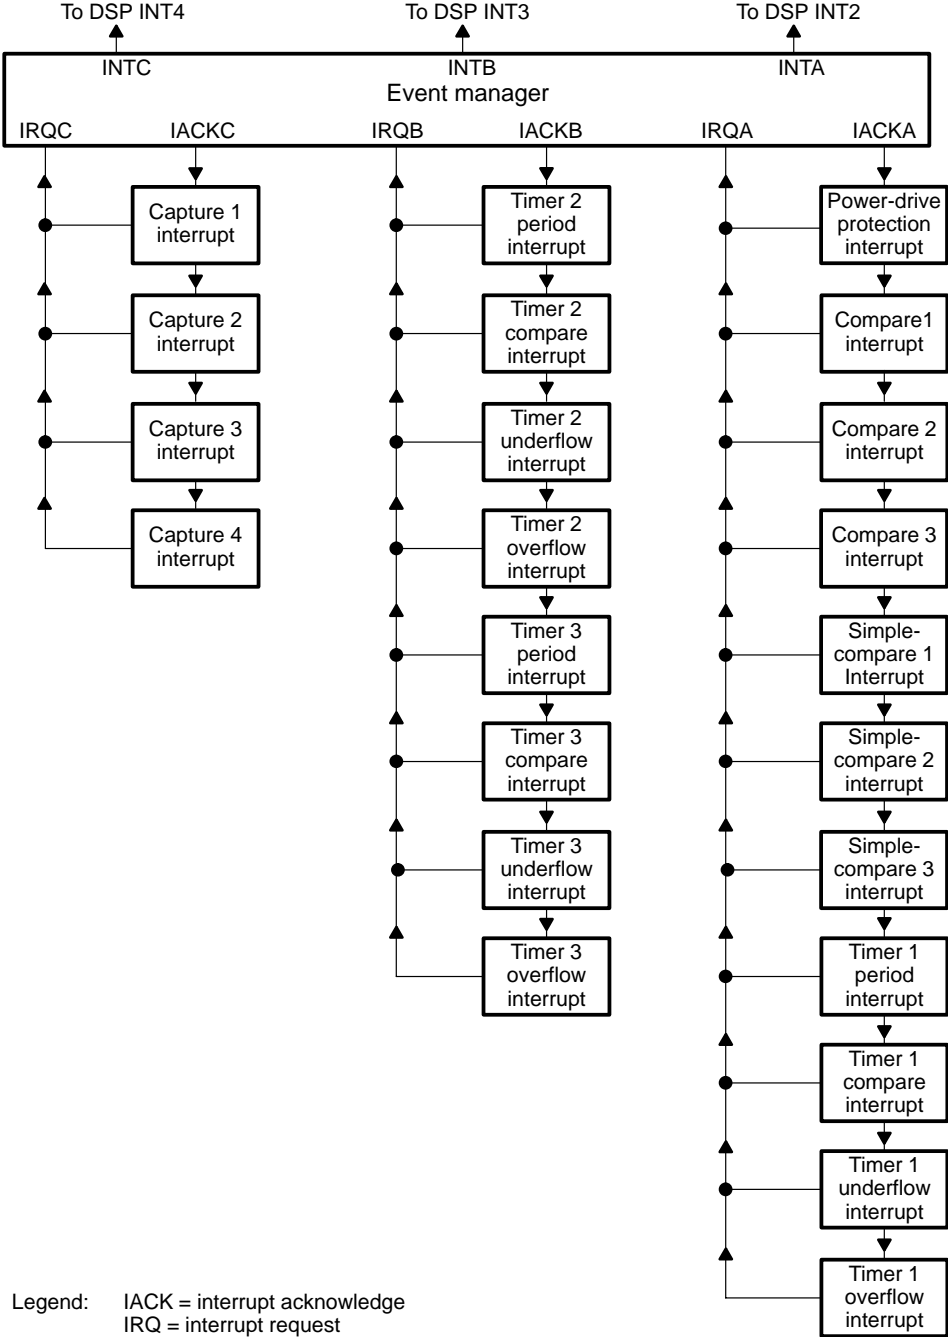 To DSP INT4
To DSP INT3
To DSP INT2
INTC
INTB
INTA
Event manager
IRQC
IACKC
IRQB
IACKB
IRQA
IACKA
Capture 1
interrupt
Capture 2
interrupt
Capture 3
interrupt
Capture 4
interrupt
Timer 2
period
interrupt
Timer 2
compare
interrupt
Timer 2
underflow
interrupt
Timer 2
overflow
interrupt
Timer 3
period
interrupt
Timer 3
compare
interrupt
Timer 3
underflow
interrupt
Timer 3
overflow
interrupt
Power-drive
protection
interrupt
Compare1
interrupt
Compare 2
interrupt
Compare 3
interrupt
Simple-
compare 1
Interrupt
Simple-
compare 2
interrupt
Simple-
compare 3
interrupt
Timer 1
period
interrupt
Timer 1
compare
interrupt
Timer 1
underflow
interrupt
Timer 1
overflow
interrupt
Legend: IACK = interrupt acknowledge
IRQ = interrupt request